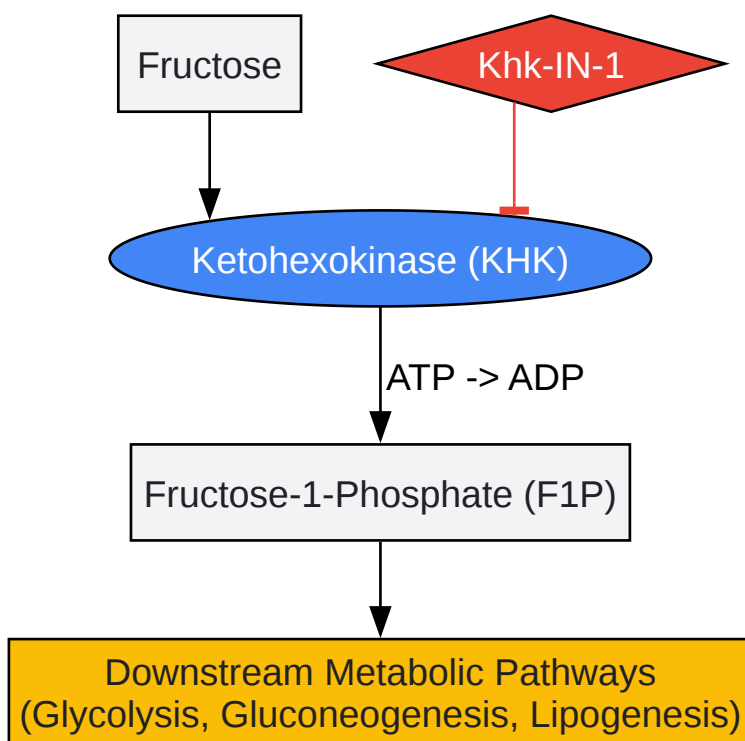 Fructose
Khk-IN-1
Ketohexokinase (KHK)
ATP -> ADP
Fructose-1-Phosphate (F1P)
Downstream Metabolic Pathways
(Glycolysis, Gluconeogenesis, Lipogenesis)